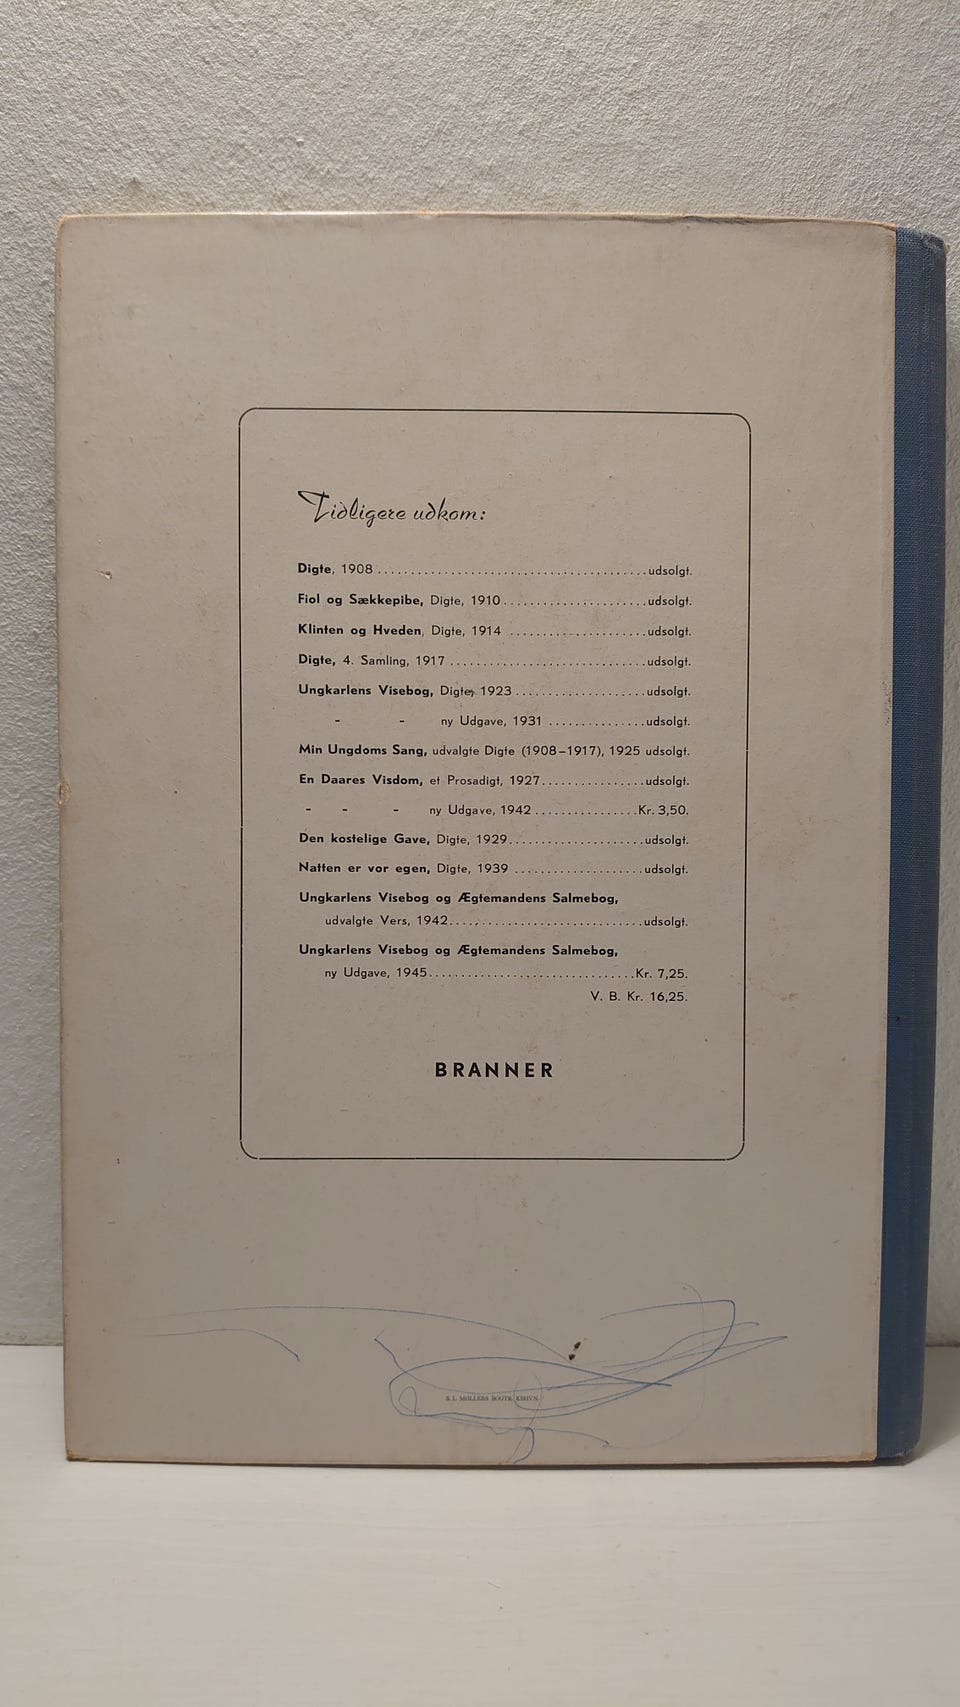 Tidligere udkom:
Digte, 1908 ........................................ udsolgt.
Fiol og Sækkepibe, Digte, 1910 ...................... udsolgt.
Klinten og Hveden, Digte, 1914 ..................... udsolgt.
Digte, 4. Samling, 1917 .............................. udsolgt.
Ungkarlens Visebog, Digte, 1923 .................... udsolgt.
- - ny Udgave, 1931 ............... udsolgt.
Min Ungdoms Sang, udvalgte Digte (1908-1917), 1925 udsolgt.
En Daares Visdom, et Prosadigt, 1927 ................ udsolgt.
- - - ny Udgave, 1942 ................ Kr. 3,50.
Den kostelige Gave, Digte, 1929 ..................... udsolgt.
Natten er vor egen, Digte, 1939 .................... udsolgt.
Ungkarlens Visebog og Ægtemandens Salmebog,
udvalgte Vers, 1942 .............................. udsolgt.
Ungkarlens Visebog og Ægtemandens Salmebog,
ny Udgave, 1945 ............................... Kr. 7,25.
V. B. Kr. 16,25.
BRANNER
S. L. MØLLERS BOGTR. KBHVN.